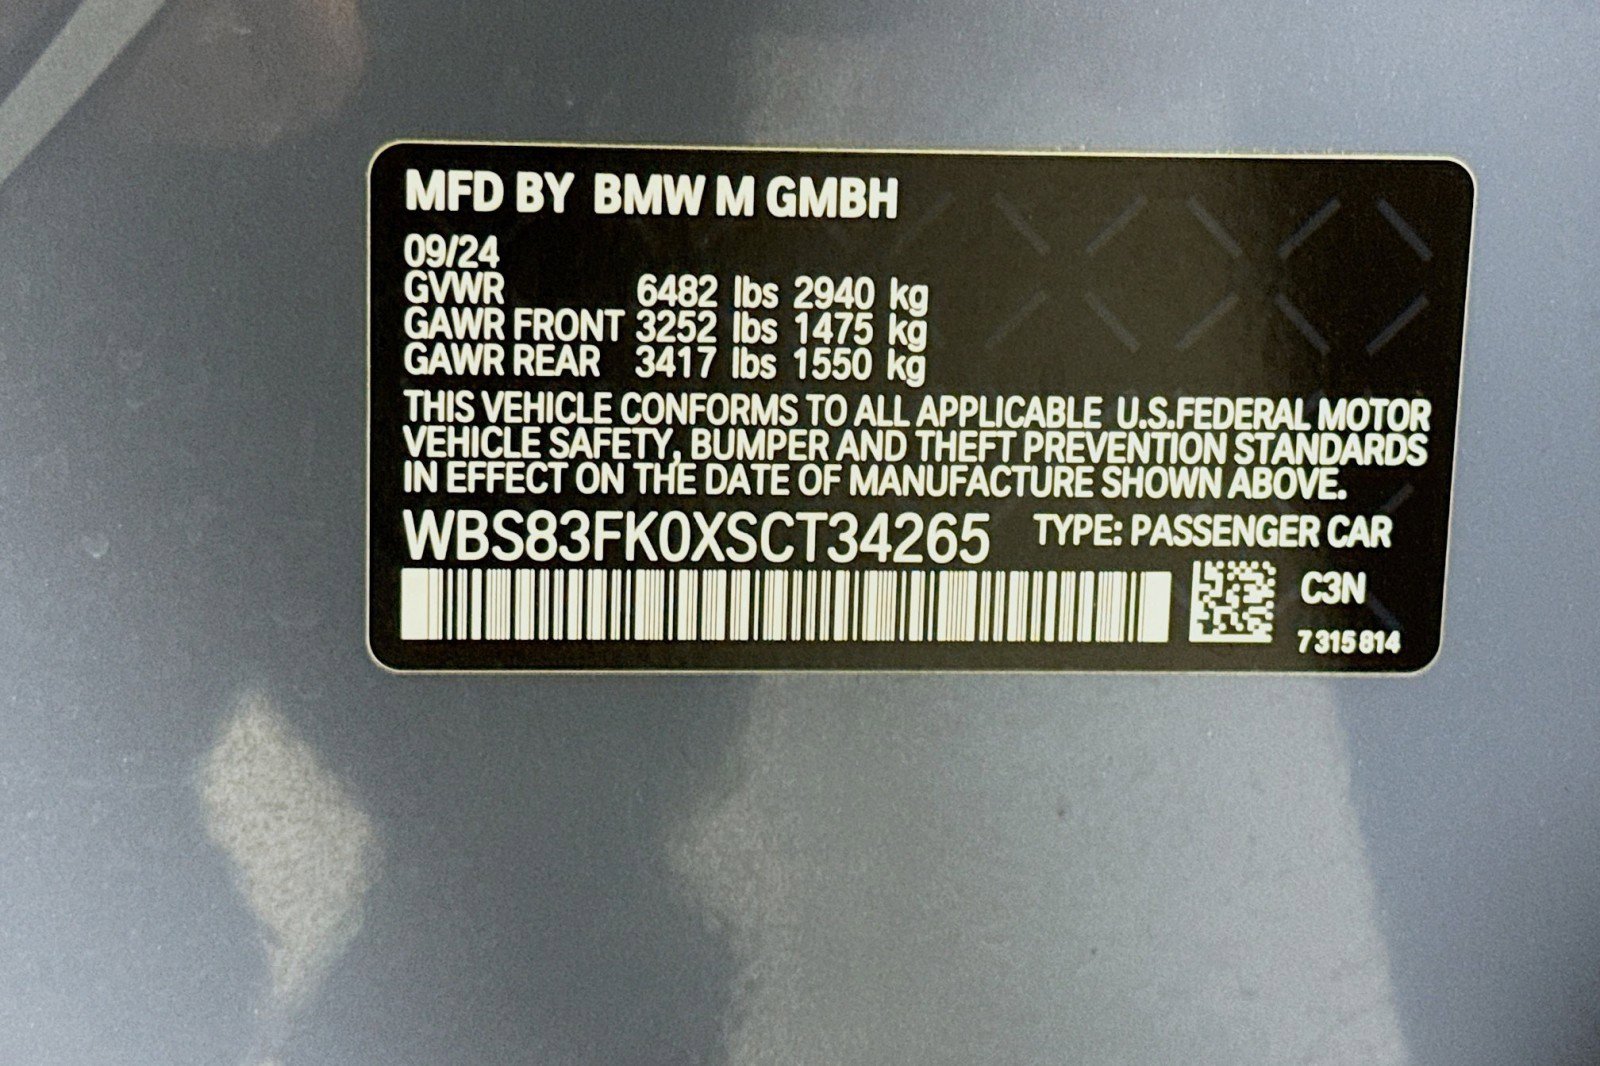 MFD BY BMW M GMBH
09/24
GVWR 6482 lbs 2940 kg
GAWR FRONT 3252 lbs 1475 kg
GAWR REAR 3417 lbs 1550 kg
THIS VEHICLE CONFORMS TO ALL APPLICABLE U.S.FEDERAL MOTOR
VEHICLE SAFETY, BUMPER AND THEFT PREVENTION STANDARDS
IN EFFECT ON THE DATE OF MANUFACTURE SHOWN ABOVE.
WBS83FK0XSCT34265 TYPE: PASSENGER CAR
C3N
7 315 814